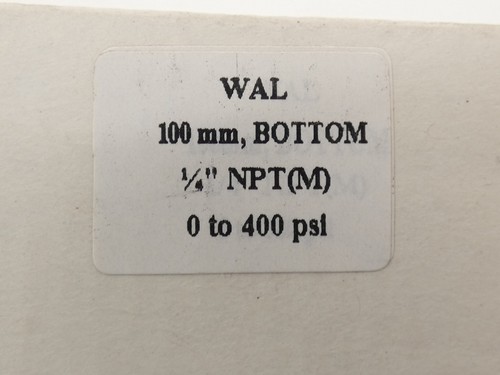 WAL
100 mm, BOTTOM
¼" NPT(M)
0 to 400 psi